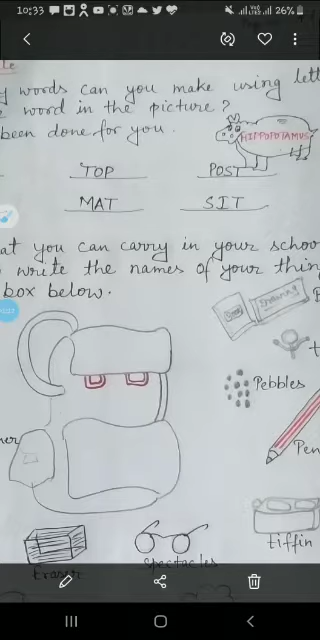 10:33
26%
y words can you make using lett
word in the picture?
been done for you.
HIPPOPOTAMUS
TOP POST
MAT SIT
at you can carry in your schoo
write the names of your thin
box below.
Pebbles
Pen
tiffin
Eraser
spectacles